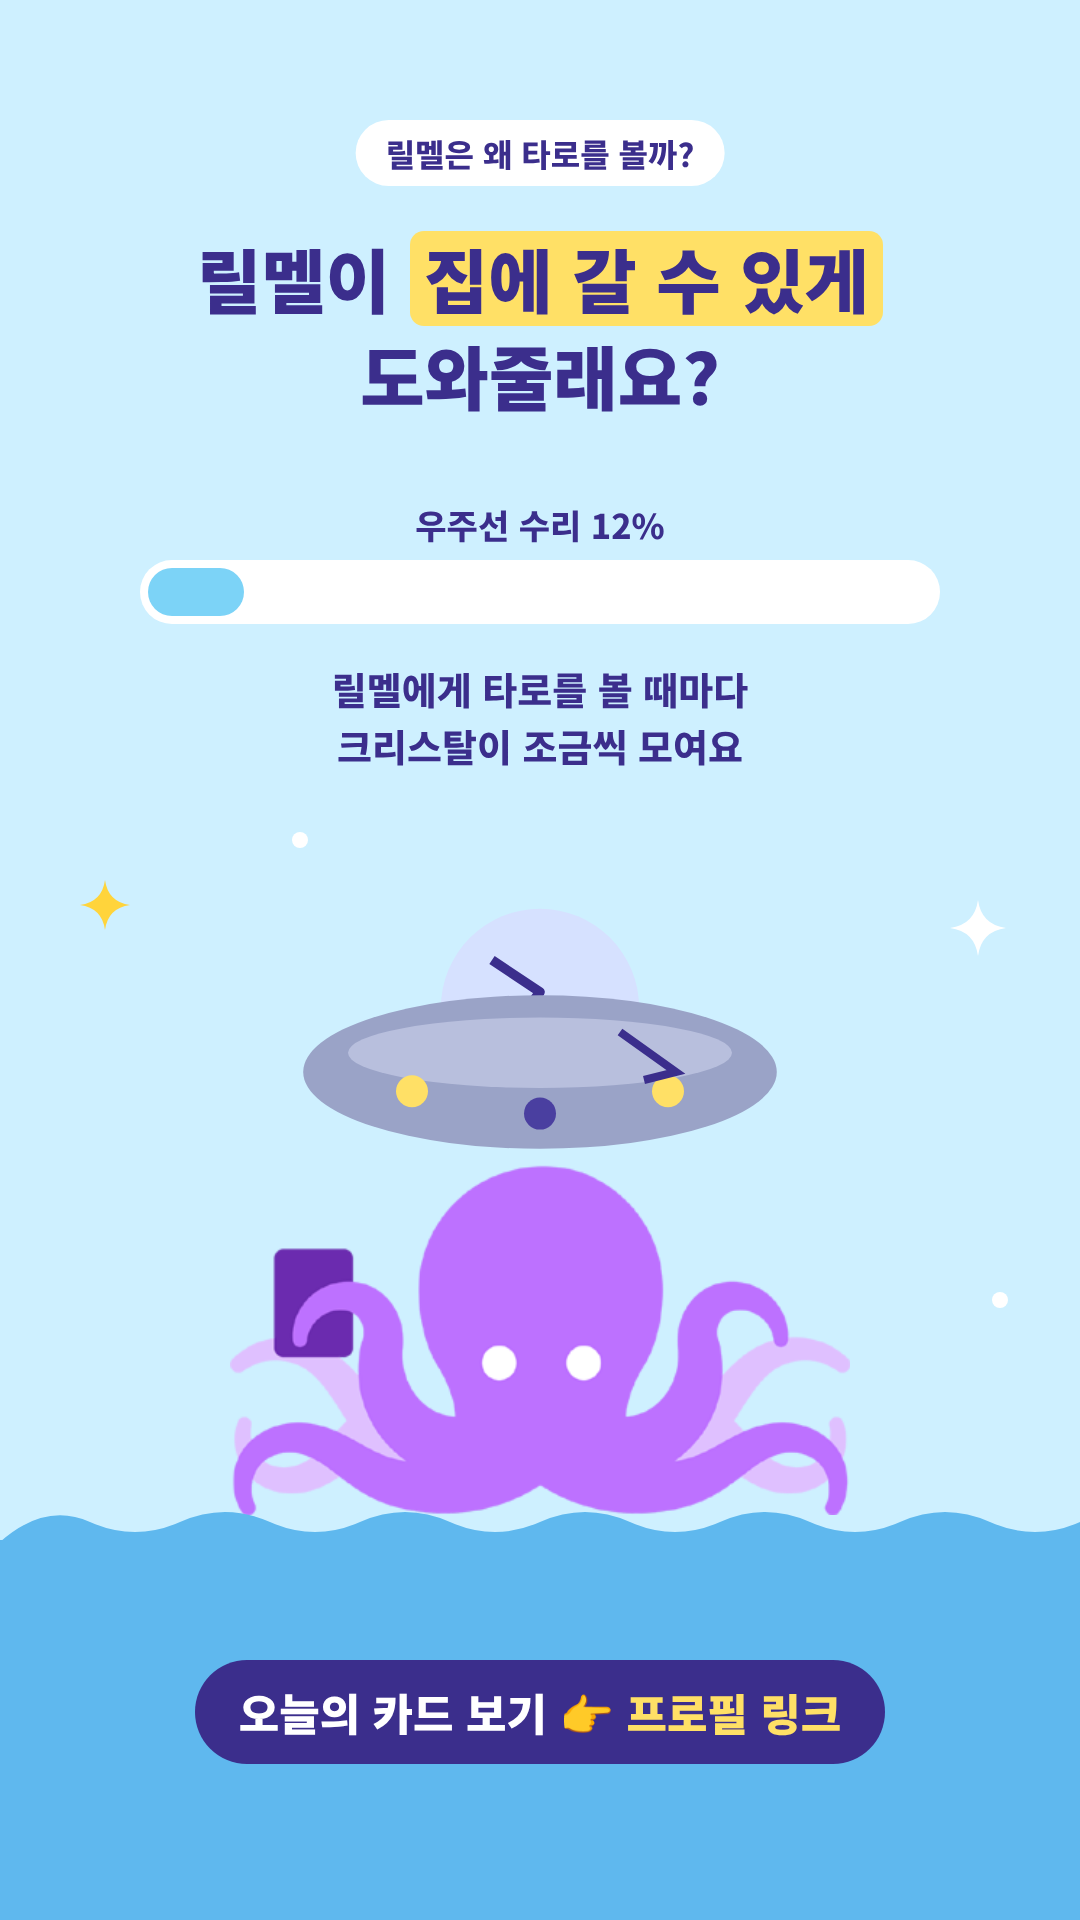 릴멜은 왜 타로를 볼까?
릴멜이 집에 갈 수 있게
도와줄래요?
우주선 수리 12%
릴멜에게 타로를 볼 때마다
크리스탈이 조금씩 모여요
오늘의 카드 보기 👉 프로필 링크